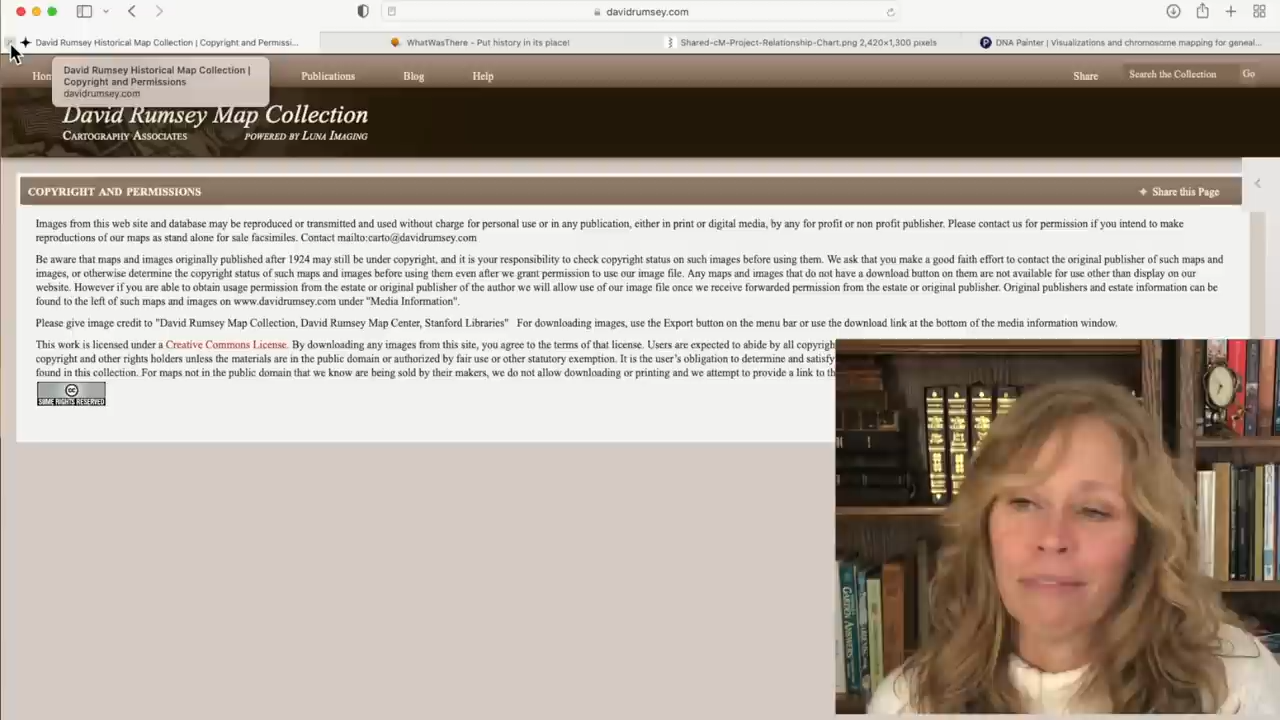 davidrumsey.com
David Rumsey Historical Map Collection | Copyright and Permissi...
WhatWasThere - Put history in its place!
Shared-cM-Project-Relationship-Chart.png 2,420×1,300 pixels
DNA Painter | Visualizations and chromosome mapping for geneal...
David Rumsey Historical Map Collection |
Copyright and Permissions
davidrumsey.com
Publications
Blog
Help
Share
Search the Collection
Go
David Rumsey Map Collection
CARTOGRAPHY ASSOCIATES
POWERED BY LUNA IMAGING
COPYRIGHT AND PERMISSIONS
Share this Page
Images from this web site and database may be reproduced or transmitted and used without charge for personal use or in any publication, either in print or digital media, by any for profit or non profit publisher. Please contact us for permission if you intend to make
reproductions of our maps as stand alone for sale facsimiles. Contact mailto:carto@davidrumsey.com
Be aware that maps and images originally published after 1924 may still be under copyright, and it is your responsibility to check copyright status on such images before using them. We ask that you make a good faith effort to contact the original publisher of such maps and
images, or otherwise determine the copyright status of such maps and images before using them even after we grant permission to use our image file. Any maps and images that do not have a download button on them are not available for use other than display on our
website. However if you are able to obtain usage permission from the estate or original publisher of the author we will allow use of our image file once we receive forwarded permission from the estate or original publisher. Original publishers and estate information can be
found to the left of such maps and images on www.davidrumsey.com under "Media Information".
Please give image credit to "David Rumsey Map Collection, David Rumsey Map Center, Stanford Libraries" For downloading images, use the Export button on the menu bar or use the download link at the bottom of the media information window.
This work is licensed under a Creative Commons License. By downloading any images from this site, you agree to the terms of that license. Users are expected to abide by all copyrigh
copyright and other rights holders unless the materials are in the public domain or authorized by fair use or other statutory exemption. It is the user's obligation to determine and satisfy
found in this collection. For maps not in the public domain that we know are being sold by their makers, we do not allow downloading or printing and we attempt to provide a link to th
cc
SOME RIGHTS RESERVED
GARDEN ANSWERS